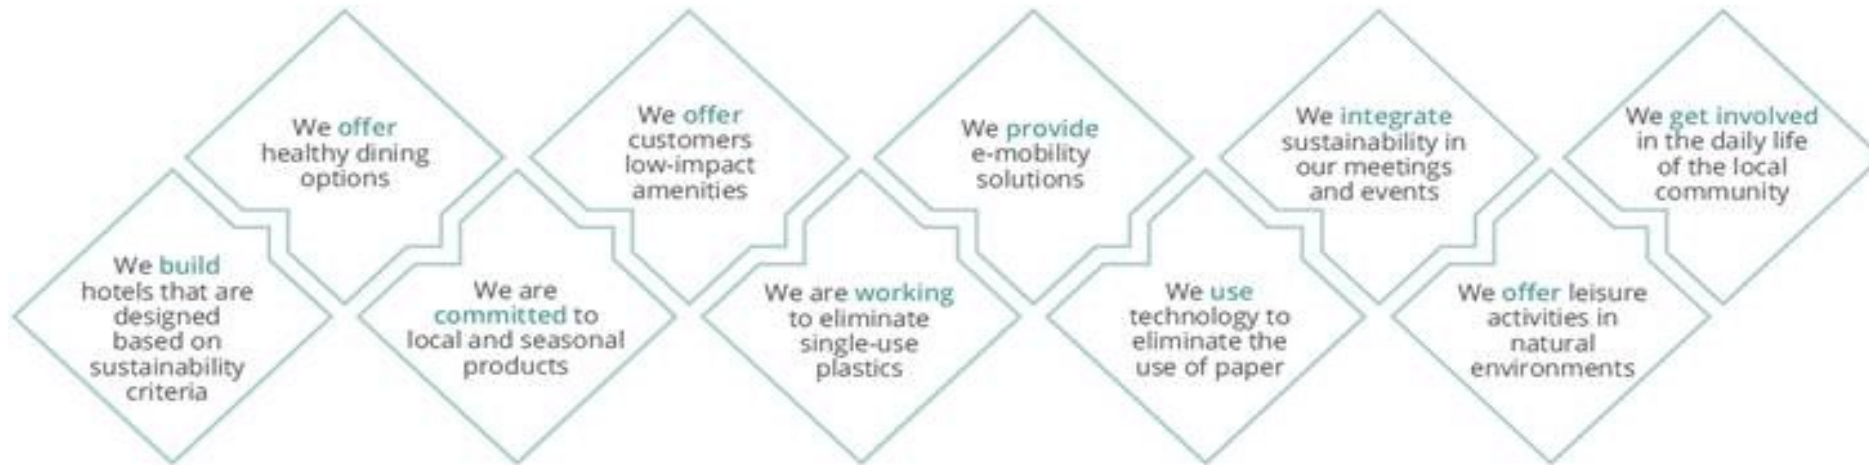 We build
hotels that are
designed
based on
sustainability
criteria
We offer
healthy dining
options
We are
committed to
local and seasonal
products
We offer
customers
low-impact
amenities
We are working
to eliminate
single-use
plastics
We provide
e-mobility
solutions
We use
technology to
eliminate the
use of paper
We integrate
sustainability in
our meetings
and events
We offer leisure
activities in
natural
environments
We get involved
in the daily life
of the local
community